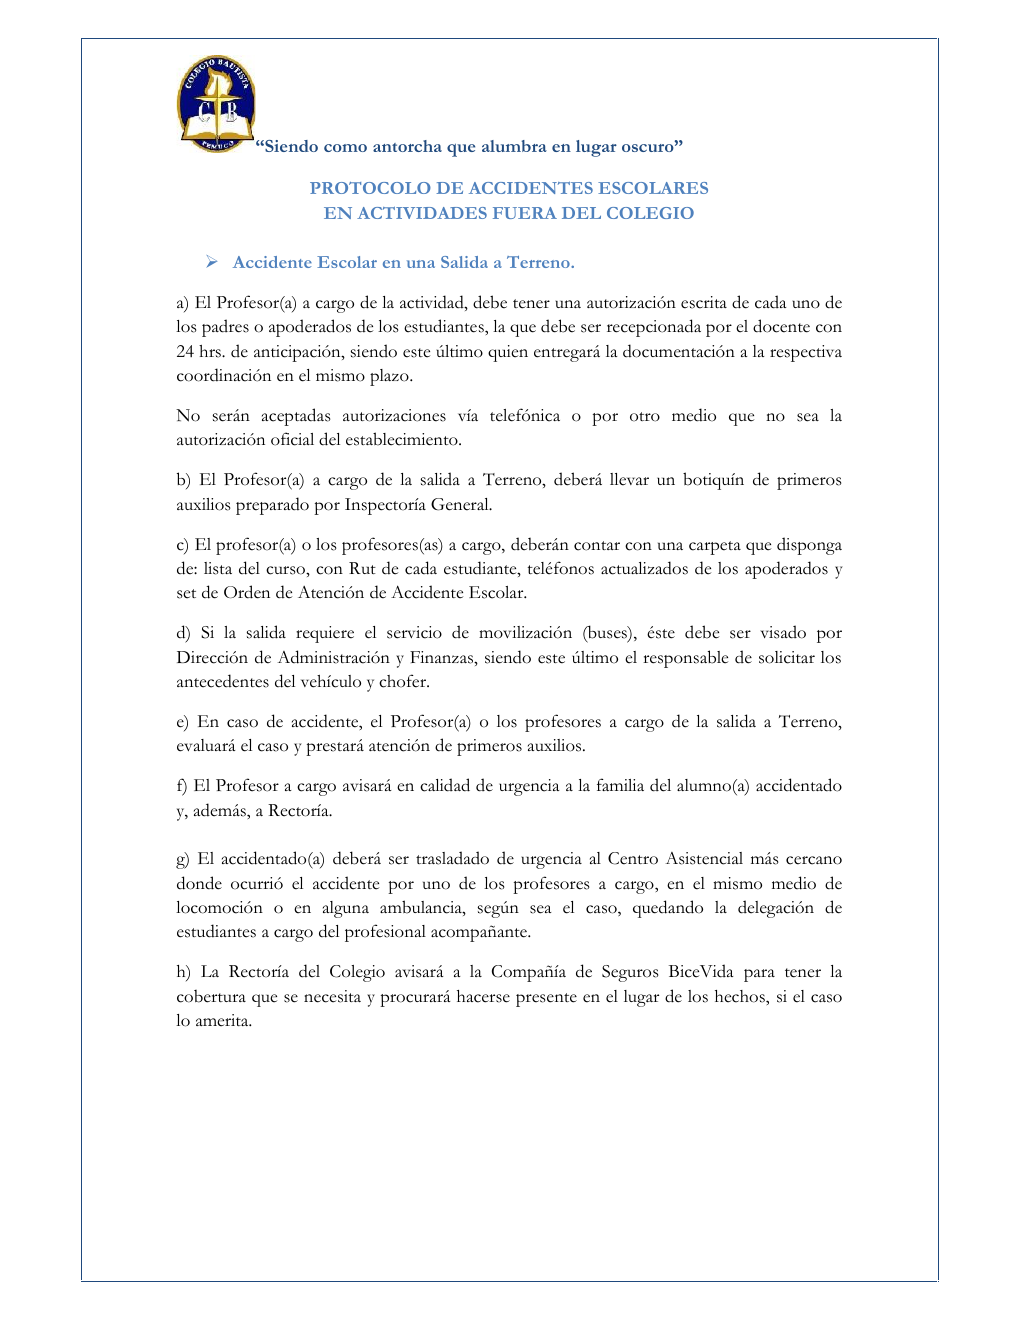 COLEGIO BAUTISTA
C B
TEMUCO
“Siendo como antorcha que alumbra en lugar oscuro”
PROTOCOLO DE ACCIDENTES ESCOLARES
EN ACTIVIDADES FUERA DEL COLEGIO
➢ Accidente Escolar en una Salida a Terreno.
a) El Profesor(a) a cargo de la actividad, debe tener una autorización escrita de cada uno de
los padres o apoderados de los estudiantes, la que debe ser recepcionada por el docente con
24 hrs. de anticipación, siendo este último quien entregará la documentación a la respectiva
coordinación en el mismo plazo.
No serán aceptadas autorizaciones vía telefónica o por otro medio que no sea la
autorización oficial del establecimiento.
b) El Profesor(a) a cargo de la salida a Terreno, deberá llevar un botiquín de primeros
auxilios preparado por Inspectoría General.
c) El profesor(a) o los profesores(as) a cargo, deberán contar con una carpeta que disponga
de: lista del curso, con Rut de cada estudiante, teléfonos actualizados de los apoderados y
set de Orden de Atención de Accidente Escolar.
d) Si la salida requiere el servicio de movilización (buses), éste debe ser visado por
Dirección de Administración y Finanzas, siendo este último el responsable de solicitar los
antecedentes del vehículo y chofer.
e) En caso de accidente, el Profesor(a) o los profesores a cargo de la salida a Terreno,
evaluará el caso y prestará atención de primeros auxilios.
f) El Profesor a cargo avisará en calidad de urgencia a la familia del alumno(a) accidentado
y, además, a Rectoría.
g) El accidentado(a) deberá ser trasladado de urgencia al Centro Asistencial más cercano
donde ocurrió el accidente por uno de los profesores a cargo, en el mismo medio de
locomoción o en alguna ambulancia, según sea el caso, quedando la delegación de
estudiantes a cargo del profesional acompañante.
h) La Rectoría del Colegio avisará a la Compañía de Seguros BiceVida para tener la
cobertura que se necesita y procurará hacerse presente en el lugar de los hechos, si el caso
lo amerita.